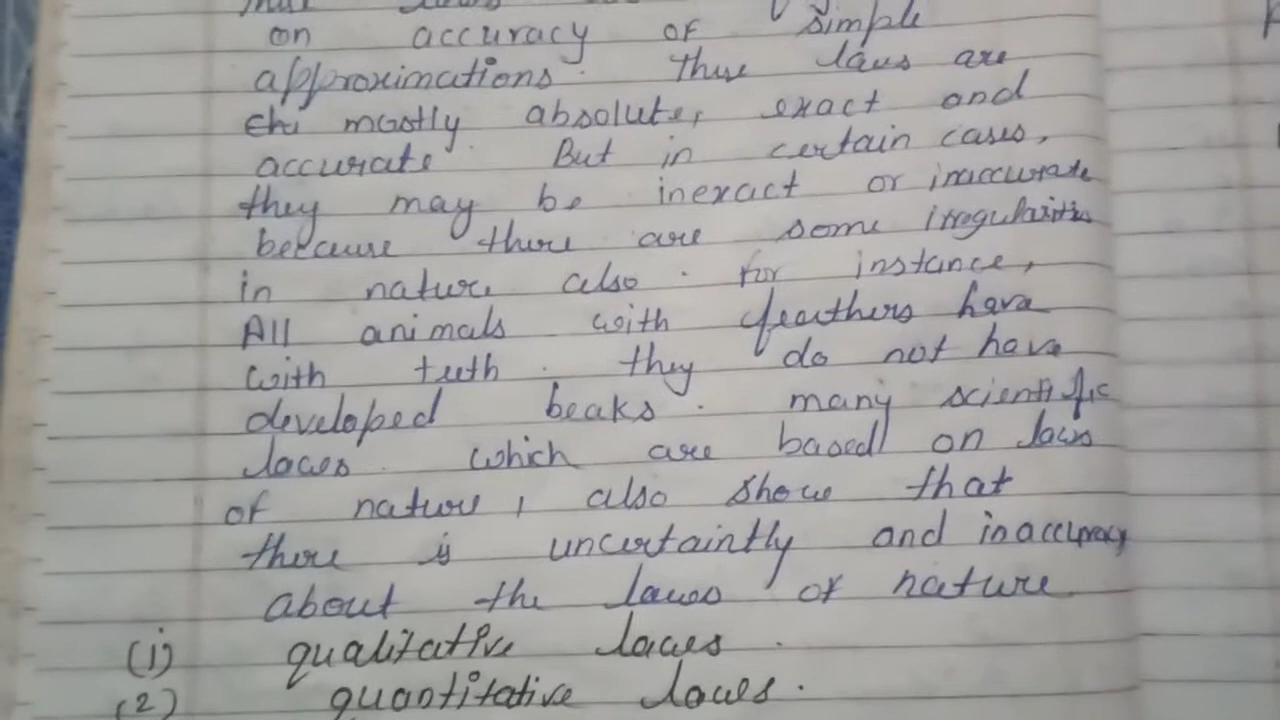 on accuracy of simple
approximations. These laws are
mostly absolute, exact and
accurate. But in certain cases,
they may be inexact or inaccurate
because there are some irregularities
in nature also. for instance,
All animals with feathers have
with teeth. they do not have
developed beaks. many scientific
laws. which are based on laws
of nature, also show that
there is uncertaintly and inaccuracy
about the laws of nature
(i) qualitative laws.
(2) quantitative laws.